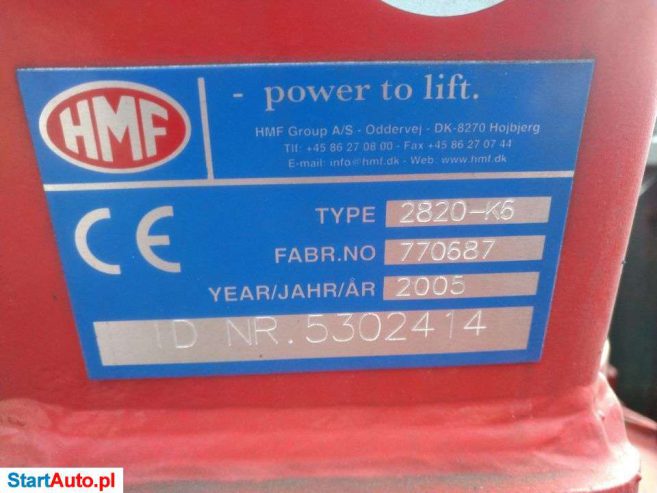 HMF
- power to lift.
HMF Group A/S - Oddervej - DK-8270 Hojbjerg
Tlf: +45 86 27 08 00 - Fax +45 86 27 07 44
E-mail: info@hmf.dk - Web: www.hmf.dk
CE
TYPE 2820-K6
FABR.NO 770687
YEAR/JAHR/ÅR 2005
ID NR.5302414
StartAuto.pl